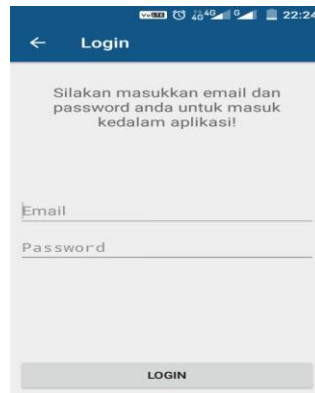 22:24
Login
Silakan masukkan email dan
password anda untuk masuk
kedalam aplikasi!
Email
Password
LOGIN